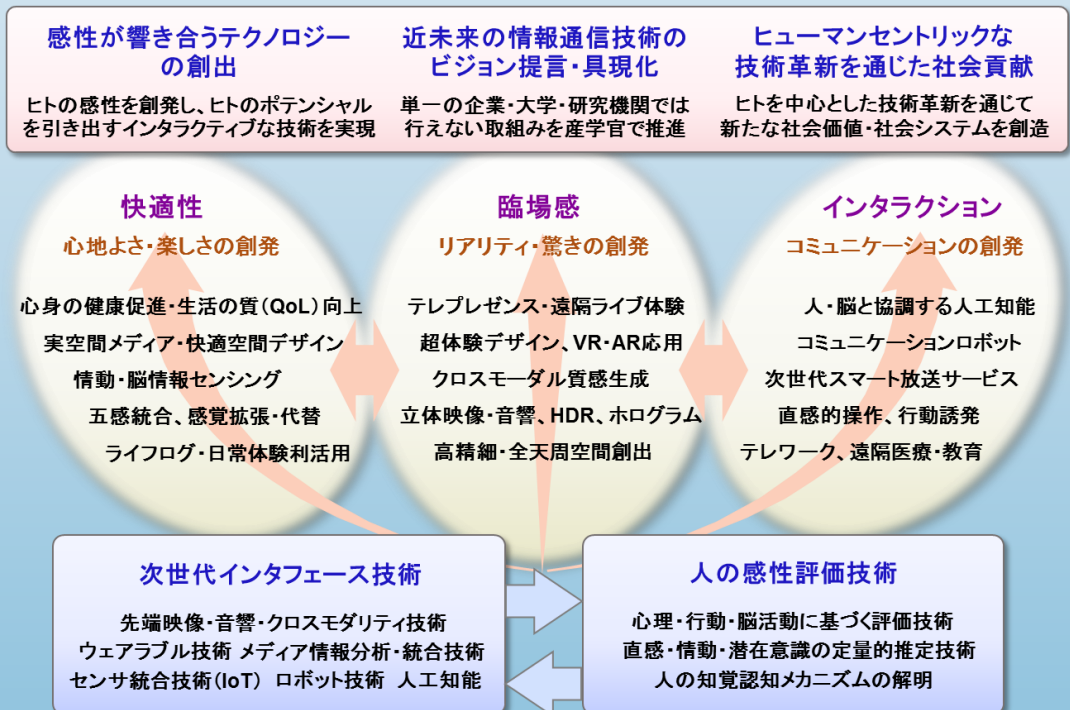 感性が響き合うテクノロジー
の創出
ヒトの感性を創発し、ヒトのポテンシャル
を引き出すインタラクティブな技術を実現
近未来の情報通信技術の
ビジョン提言・具現化
単一の企業・大学・研究機関では
行えない取組みを産学官で推進
ヒューマンセントリックな
技術革新を通じた社会貢献
ヒトを中心とした技術革新を通じて
新たな社会価値・社会システムを創造
快適性
心地よさ・楽しさの創発
心身の健康促進・生活の質(QoL)向上
実空間メディア・快適空間デザイン
情動・脳情報センシング
五感統合、感覚拡張・代替
ライフログ・日常体験利活用
臨場感
リアリティ・驚きの創発
テレプレゼンス・遠隔ライブ体験
超体験デザイン、VR・AR応用
クロスモーダル質感生成
立体映像・音響、HDR、ホログラム
高精細・全天周空間創出
インタラクション
コミュニケーションの創発
人・脳と協調する人工知能
コミュニケーションロボット
次世代スマート放送サービス
直感的操作、行動誘発
テレワーク、遠隔医療・教育
次世代インタフェース技術
先端映像・音響・クロスモダリティ技術
ウェアラブル技術 メディア情報分析・統合技術
センサ統合技術(IoT) ロボット技術 人工知能
人の感性評価技術
心理・行動・脳活動に基づく評価技術
直感・情動・潜在意識の定量的推定技術
人の知覚認知メカニズムの解明